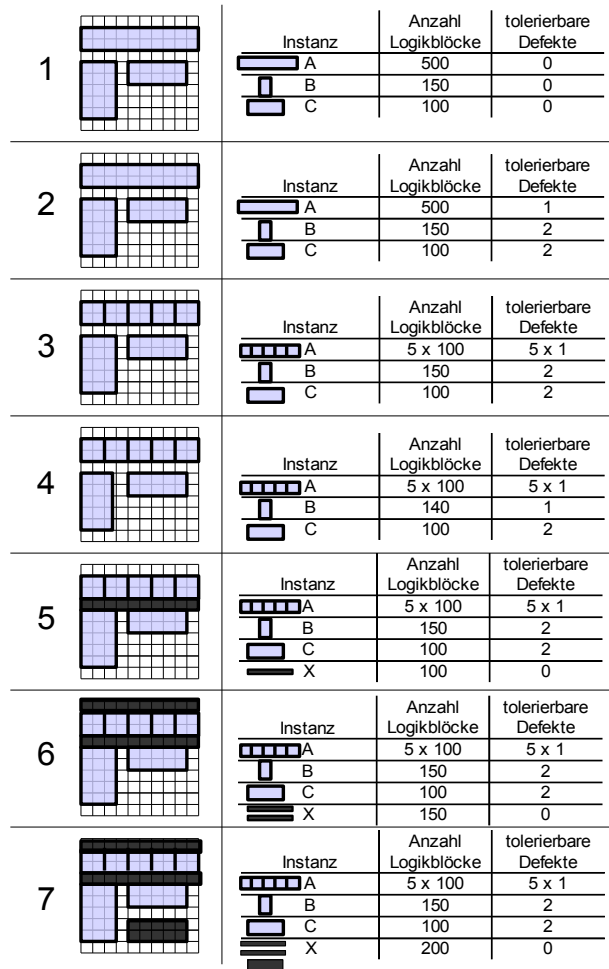 1
Instanz Anzahl Logikblöcke tolerierbare Defekte
A 500 0
B 150 0
C 100 0
2
Instanz Anzahl Logikblöcke tolerierbare Defekte
A 500 1
B 150 2
C 100 2
3
Instanz Anzahl Logikblöcke tolerierbare Defekte
A 5 x 100 5 x 1
B 150 2
C 100 2
4
Instanz Anzahl Logikblöcke tolerierbare Defekte
A 5 x 100 5 x 1
B 140 1
C 100 2
5
Instanz Anzahl Logikblöcke tolerierbare Defekte
A 5 x 100 5 x 1
B 150 2
C 100 2
X 100 0
6
Instanz Anzahl Logikblöcke tolerierbare Defekte
A 5 x 100 5 x 1
B 150 2
C 100 2
X 150 0
7
Instanz Anzahl Logikblöcke tolerierbare Defekte
A 5 x 100 5 x 1
B 150 2
C 100 2
X 200 0